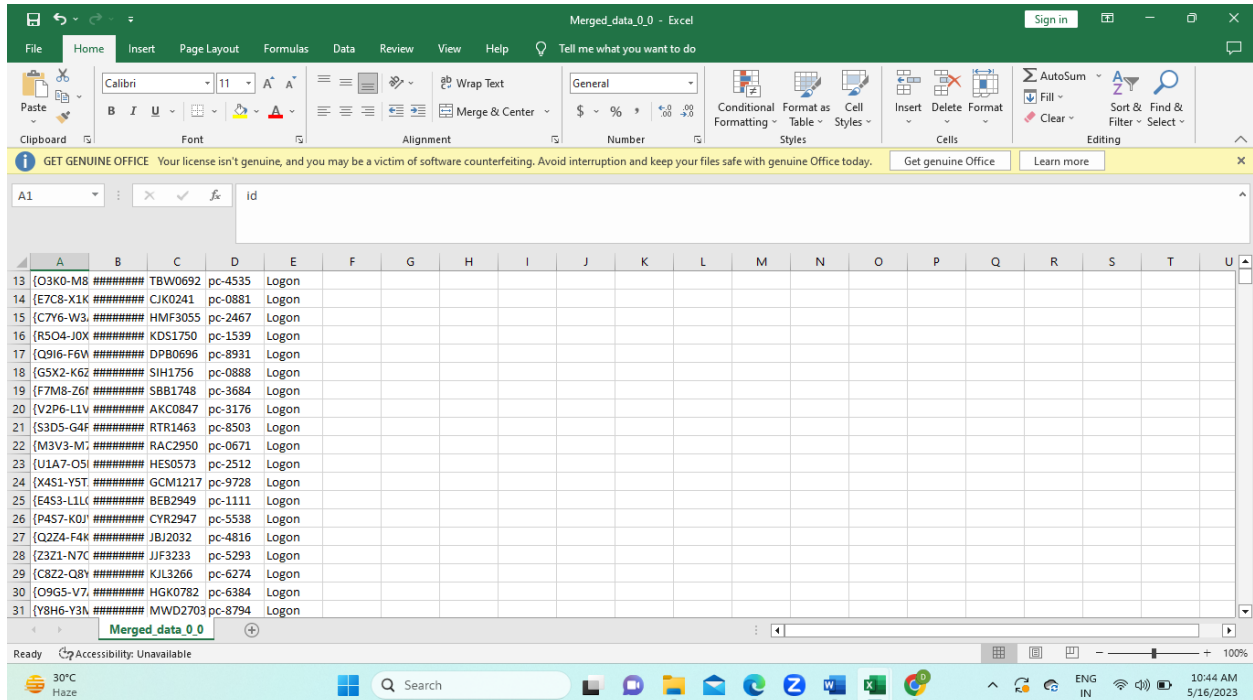 Merged_data_0_0 - Excel
Sign in
File Home Insert Page Layout Formulas Data Review View Help Tell me what you want to do
Paste
Clipboard
Calibri 11
B I U
Font
Wrap Text
Merge & Center
Alignment
General
$ % ,
Number
Conditional Formatting
Format as Table
Cell Styles
Styles
Insert Delete Format
Cells
AutoSum
Fill
Clear
Sort & Filter
Find & Select
Editing
GET GENUINE OFFICE Your license isn't genuine, and you may be a victim of software counterfeiting. Avoid interruption and keep your files safe with genuine Office today. Get genuine Office Learn more
A1 fx id
A B C D E F G H I J K L M N O P Q R S T U
13 {O3K0-M8 ######## TBW0692 pc-4535 Logon
14 {E7C8-X1K ######## CJK0241 pc-0881 Logon
15 {C7Y6-W3 ######## HMF3055 pc-2467 Logon
16 {R5O4-J0X ######## KDS1750 pc-1539 Logon
17 {Q9I6-F6W ######## DPB0696 pc-8931 Logon
18 {G5X2-K6Z ######## SIH1756 pc-0888 Logon
19 {F7M8-Z6 ######## SBB1748 pc-3684 Logon
20 {V2P6-L1V ######## AKC0847 pc-3176 Logon
21 {S3D5-G4F ######## RTR1463 pc-8503 Logon
22 {M3V3-M7 ######## RAC2950 pc-0671 Logon
23 {U1A7-O5 ######## HES0573 pc-2512 Logon
24 {X4S1-Y5T ######## GCM1217 pc-9728 Logon
25 {E4S3-L1L ######## BEB2949 pc-1111 Logon
26 {P4S7-K0J ######## CYR2947 pc-5538 Logon
27 {Q2Z4-F4K ######## JBJ2032 pc-4816 Logon
28 {Z3Z1-N7C ######## JJF3233 pc-5293 Logon
29 {C8Z2-Q8Y ######## KJL3266 pc-6274 Logon
30 {O9G5-V7 ######## HGK0782 pc-6384 Logon
31 {Y8H6-Y3 ######## MWD2703 pc-8794 Logon
Merged_data_0_0
Ready Accessibility: Unavailable 100%
30°C
Haze
Search
ENG
IN
10:44 AM
5/16/2023